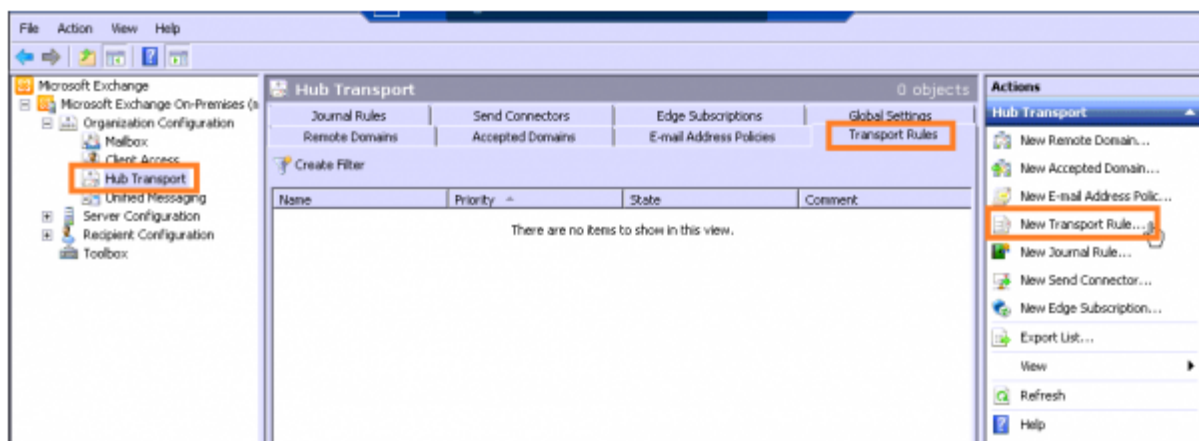 File Action View Help
Microsoft Exchange
Microsoft Exchange On-Premises (n
Organization Configuration
Mailbox
Client Access
Hub Transport
Unified Messaging
Server Configuration
Recipient Configuration
Toolbox
Hub Transport 0 objects
Journal Rules Send Connectors Edge Subscriptions Global Settings
Remote Domains Accepted Domains E-mail Address Policies Transport Rules
Create Filter
Name Priority State Comment
There are no items to show in this view.
Actions
Hub Transport
New Remote Domain...
New Accepted Domain...
New E-mail Address Polic...
New Transport Rule...
New Journal Rule...
New Send Connector...
New Edge Subscription...
Export List...
View
Refresh
Help